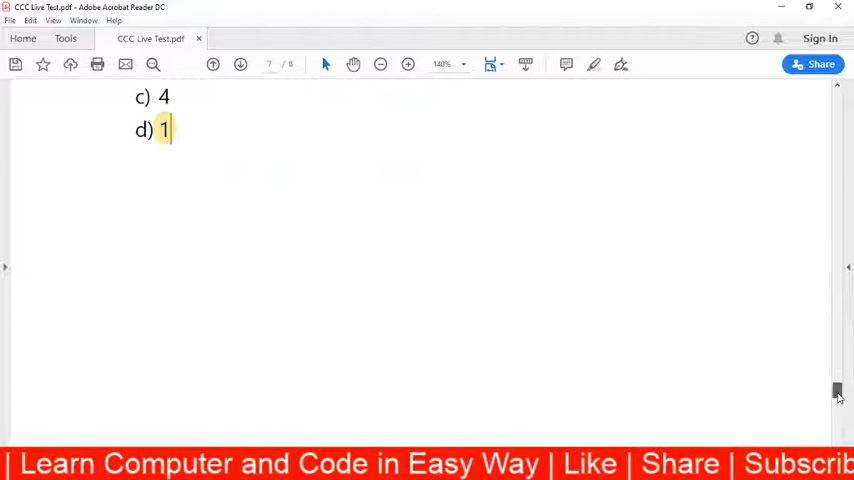 CCC Live Test.pdf - Adobe Acrobat Reader DC
File Edit View Window Help
Home Tools CCC Live Test.pdf × Sign In
7 / 8 140% Share
c) 4
d) 1
| Learn Computer and Code in Easy Way | Like | Share | Subscrib